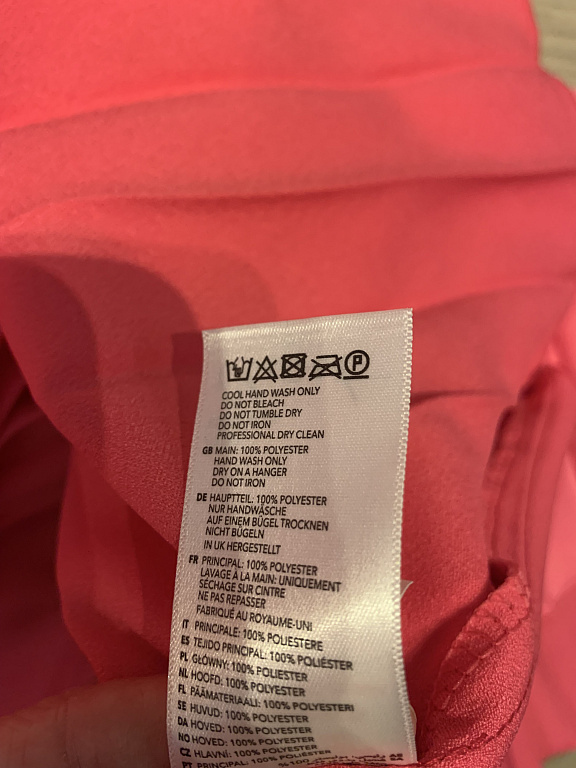 P
COOL HAND WASH ONLY
DO NOT BLEACH
DO NOT TUMBLE DRY
DO NOT IRON
PROFESSIONAL DRY CLEAN
GB MAIN: 100% POLYESTER
HAND WASH ONLY
DRY ON A HANGER
DO NOT IRON
DE HAUPTTEIL: 100% POLYESTER
NUR HANDWÄSCHE
AUF EINEM BÜGEL TROCKNEN
NICHT BÜGELN
IN UK HERGESTELLT
FR PRINCIPAL: 100% POLYESTER
LAVAGE À LA MAIN: UNIQUEMENT
SÉCHAGE SUR CINTRE
NE PAS REPASSER
FABRIQUÉ AU ROYAUME-UNI
IT PRINCIPALE: 100% POLIESTERE
ES TEJIDO PRINCIPAL: 100% POLIÉSTER
PL GŁÓWNY: 100% POLIESTER
NL HOOFD: 100% POLYESTER
FL PÄÄMATERIAALI: 100% POLYESTERI
SE HUVUD: 100% POLYESTER
DA HOVED: 100% POLYESTER
NO HOVED: 100% POLYESTER
CZ HLAVNÍ: 100% POLYESTER
PT PRINCIPAL: 100%